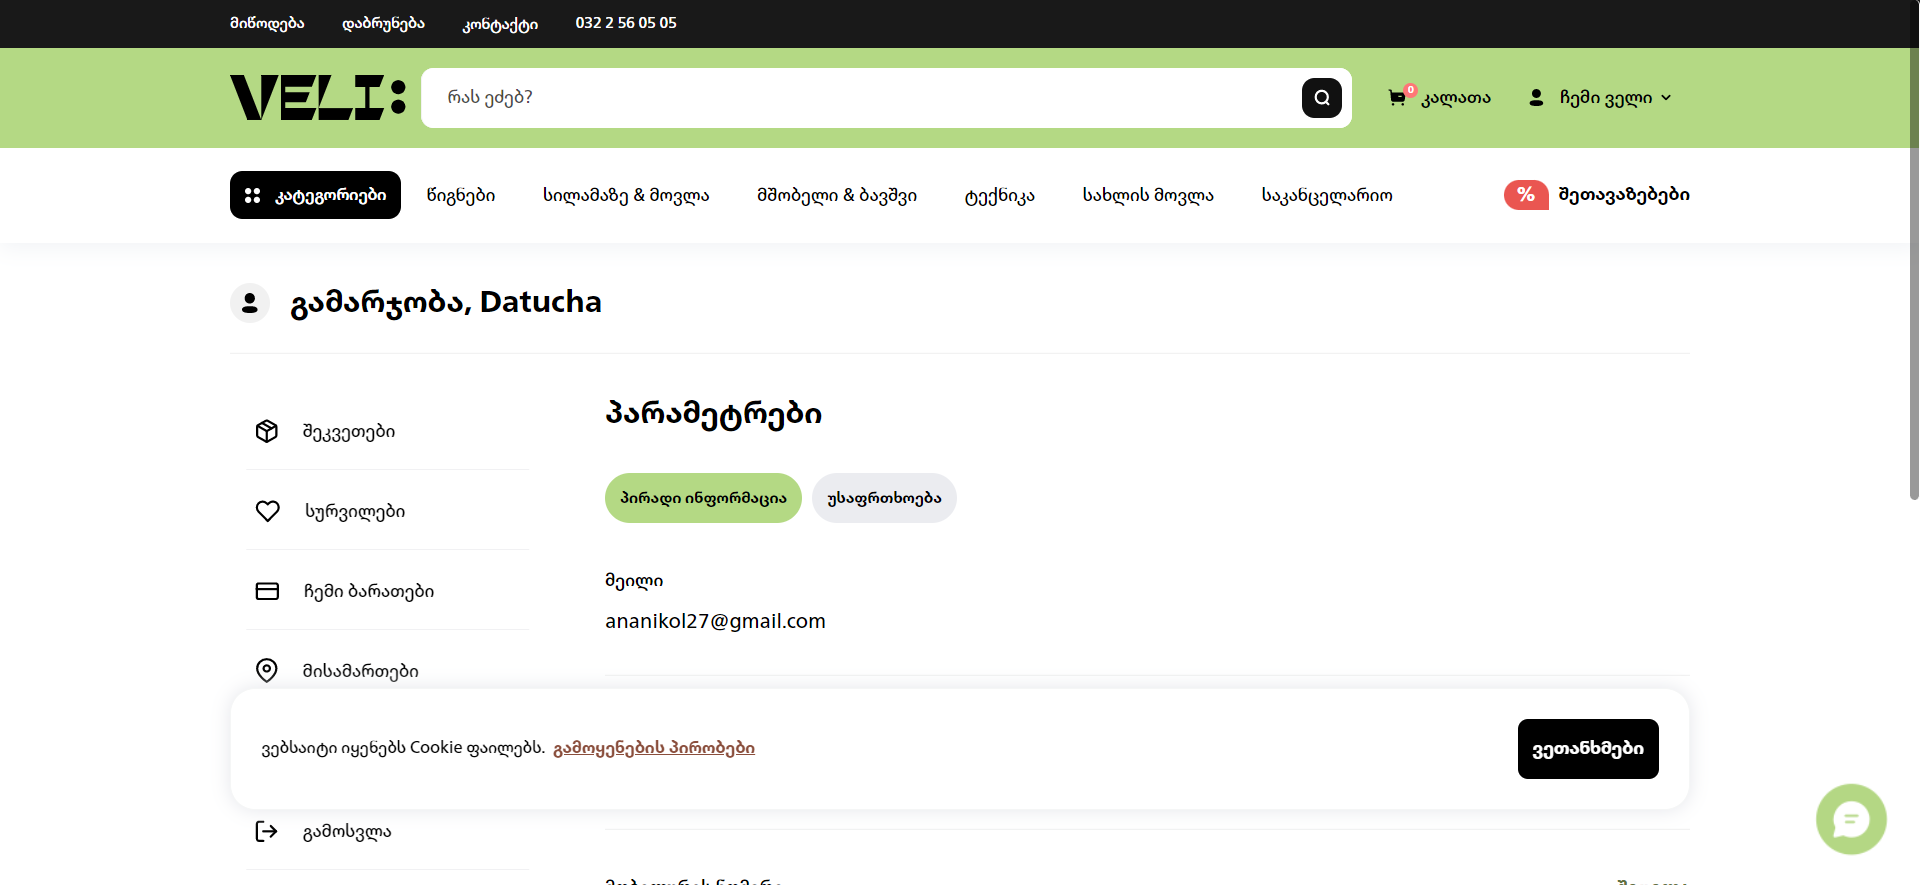 მიწოდება დაბრუნება კონტაქტი 032 2 56 05 05
VELI: რას ეძებ? 0 კალათა ჩემი ველი
კატეგორიები წიგნები სილამაზე & მოვლა მშობელი & ბავშვი ტექნიკა სახლის მოვლა საკანცელარიო % შეთავაზებები
გამარჯობა, Datucha
პარამეტრები
შეკვეთები
პირადი ინფორმაცია უსაფრთხოება
სურვილები
მეილი
ჩემი ბარათები
ananikol27@gmail.com
მისამართები
ვებსაიტი იყენებს Cookie ფაილებს. გამოყენების პირობები ვეთანხმები
გამოსვლა